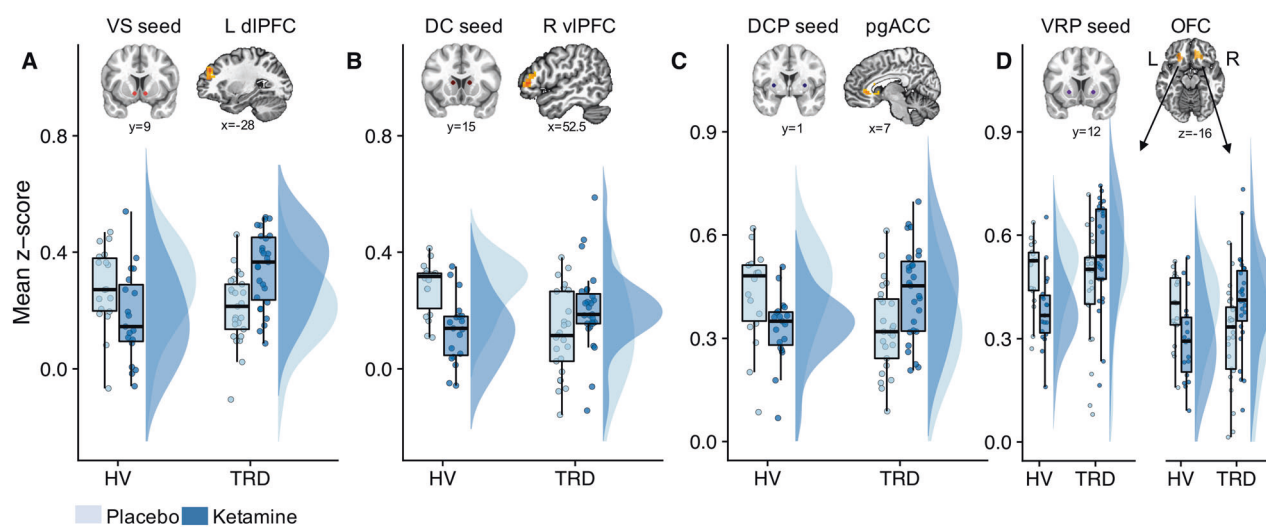 VS seed L dlPFC DC seed R vlPFC DCP seed pgACC VRP seed OFC
A B C D
L R
y=9 x=-28 y=15 x=52.5 y=1 x=7 y=12 z=-16
Mean z-score
0.8 0.8 0.9 0.9
0.4 0.4 0.6 0.6
0.0 0.0 0.3 0.3
0.0 0.0
HV TRD HV TRD HV TRD HV TRD HV TRD
Placebo Ketamine